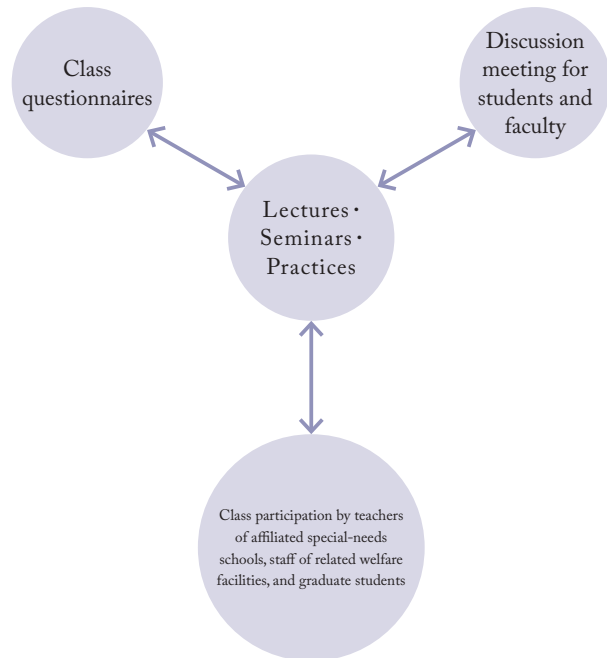 Class
questionnaires
Discussion
meeting for
students and
faculty
Lectures･
Seminars･
Practices
Class participation by teachers
of affiliated special-needs
schools, staff of related welfare
facilities, and graduate students